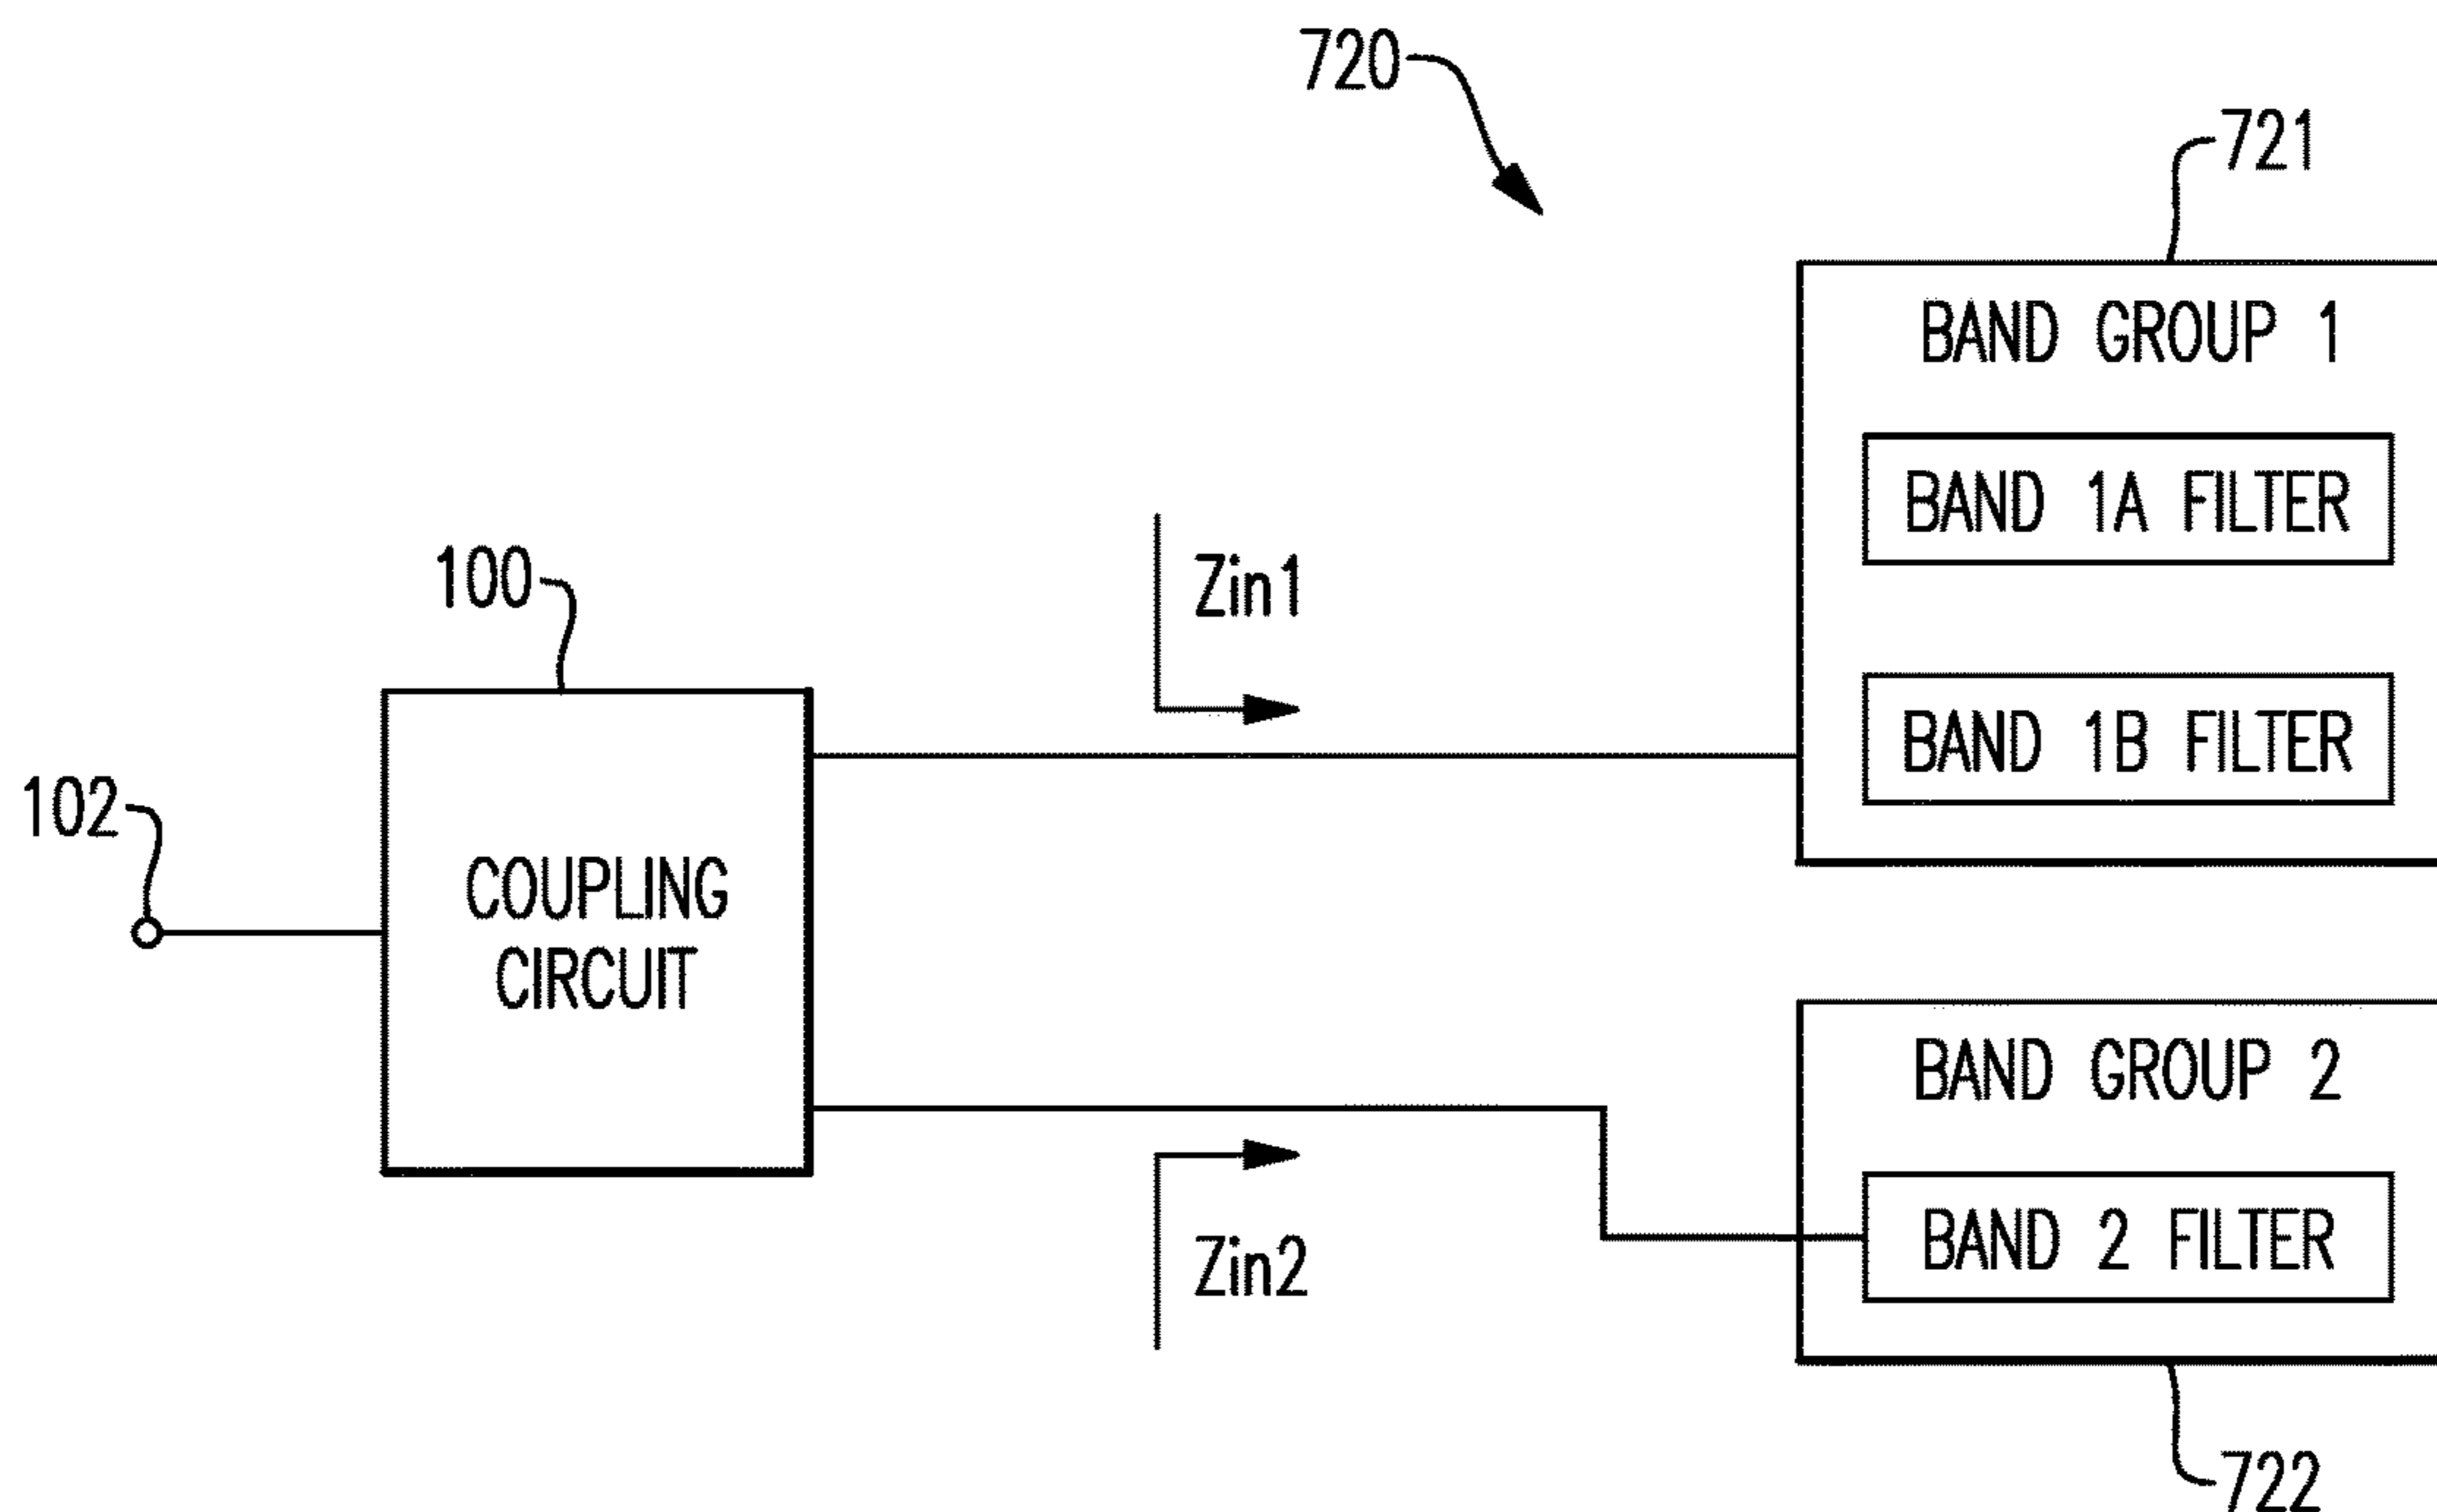 720
721
BAND GROUP 1
BAND 1A FILTER
100
Zin1
BAND 1B FILTER
102
COUPLING
CIRCUIT
BAND GROUP 2
BAND 2 FILTER
Zin2
722